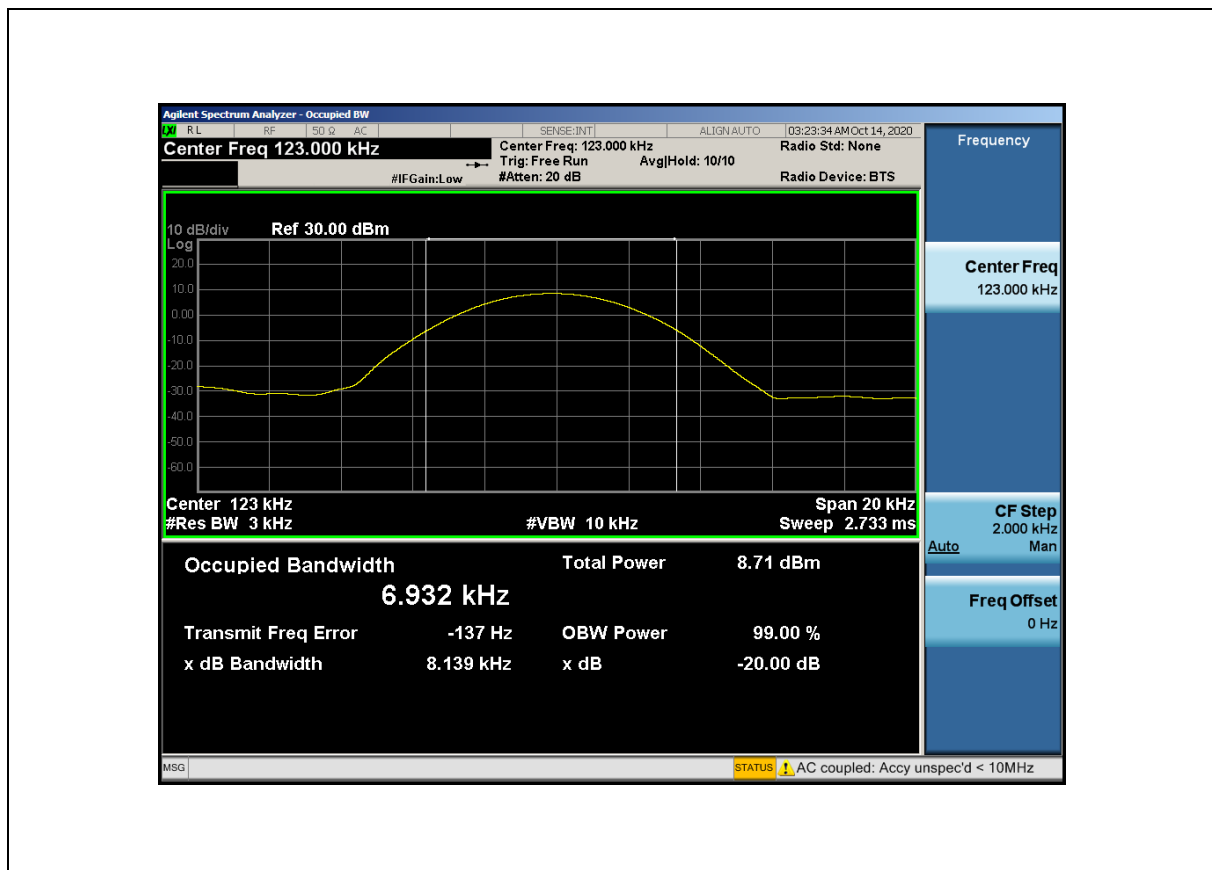 Agilent Spectrum Analyzer - Occupied BW
LXI RL RF 50 Ω AC SENSE:INT ALIGN AUTO 03:23:34 AM Oct 14, 2020
Center Freq 123.000 kHz
Center Freq: 123.000 kHz Radio Std: None
Trig: Free Run Avg|Hold: 10/10
#IFGain:Low #Atten: 20 dB Radio Device: BTS
10 dB/div Ref 30.00 dBm
Log
20.0
10.0
0.00
-10.0
-20.0
-30.0
-40.0
-50.0
-60.0
Center 123 kHz Span 20 kHz
#Res BW 3 kHz #VBW 10 kHz Sweep 2.733 ms
Occupied Bandwidth Total Power 8.71 dBm
6.932 kHz
Transmit Freq Error -137 Hz OBW Power 99.00 %
x dB Bandwidth 8.139 kHz x dB -20.00 dB
Frequency
Center Freq
123.000 kHz
CF Step
2.000 kHz
Auto Man
Freq Offset
0 Hz
MSG STATUS AC coupled: Accy unspec'd < 10MHz